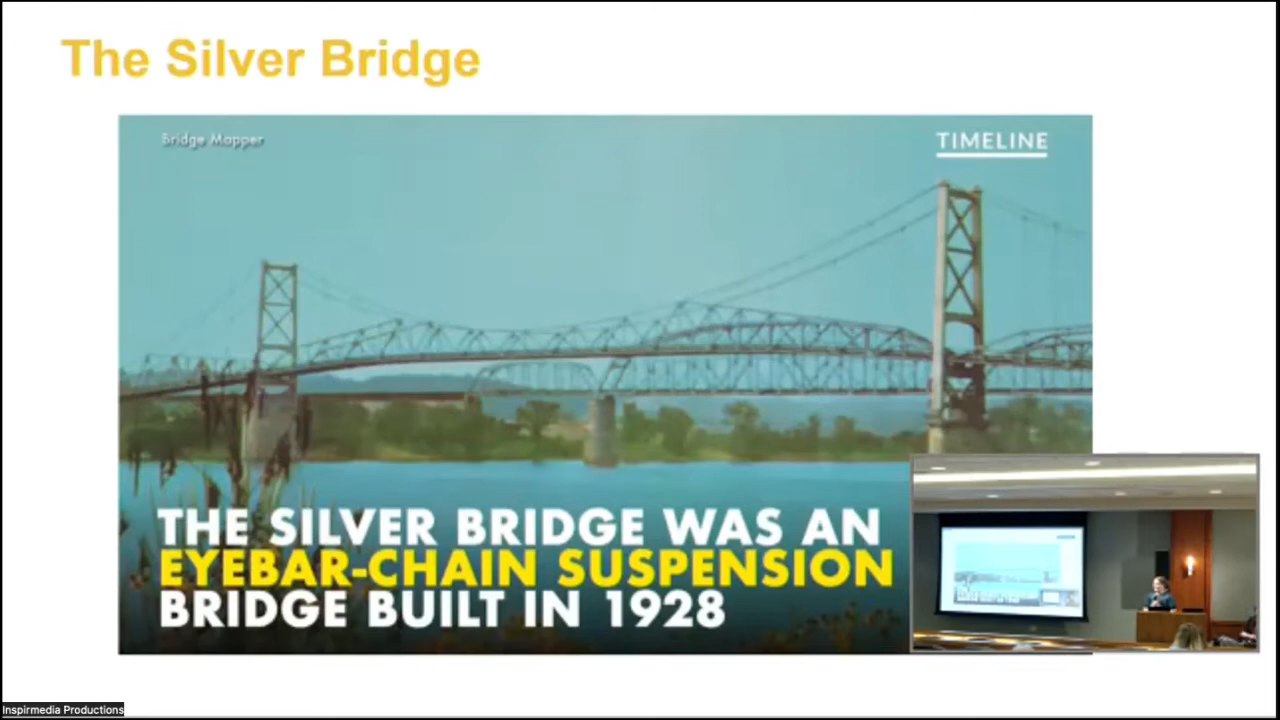 The Silver Bridge
Bridge Mapper
TIMELINE
THE SILVER BRIDGE WAS AN
EYEBAR-CHAIN SUSPENSION
BRIDGE BUILT IN 1928
Inspirmedia Productions